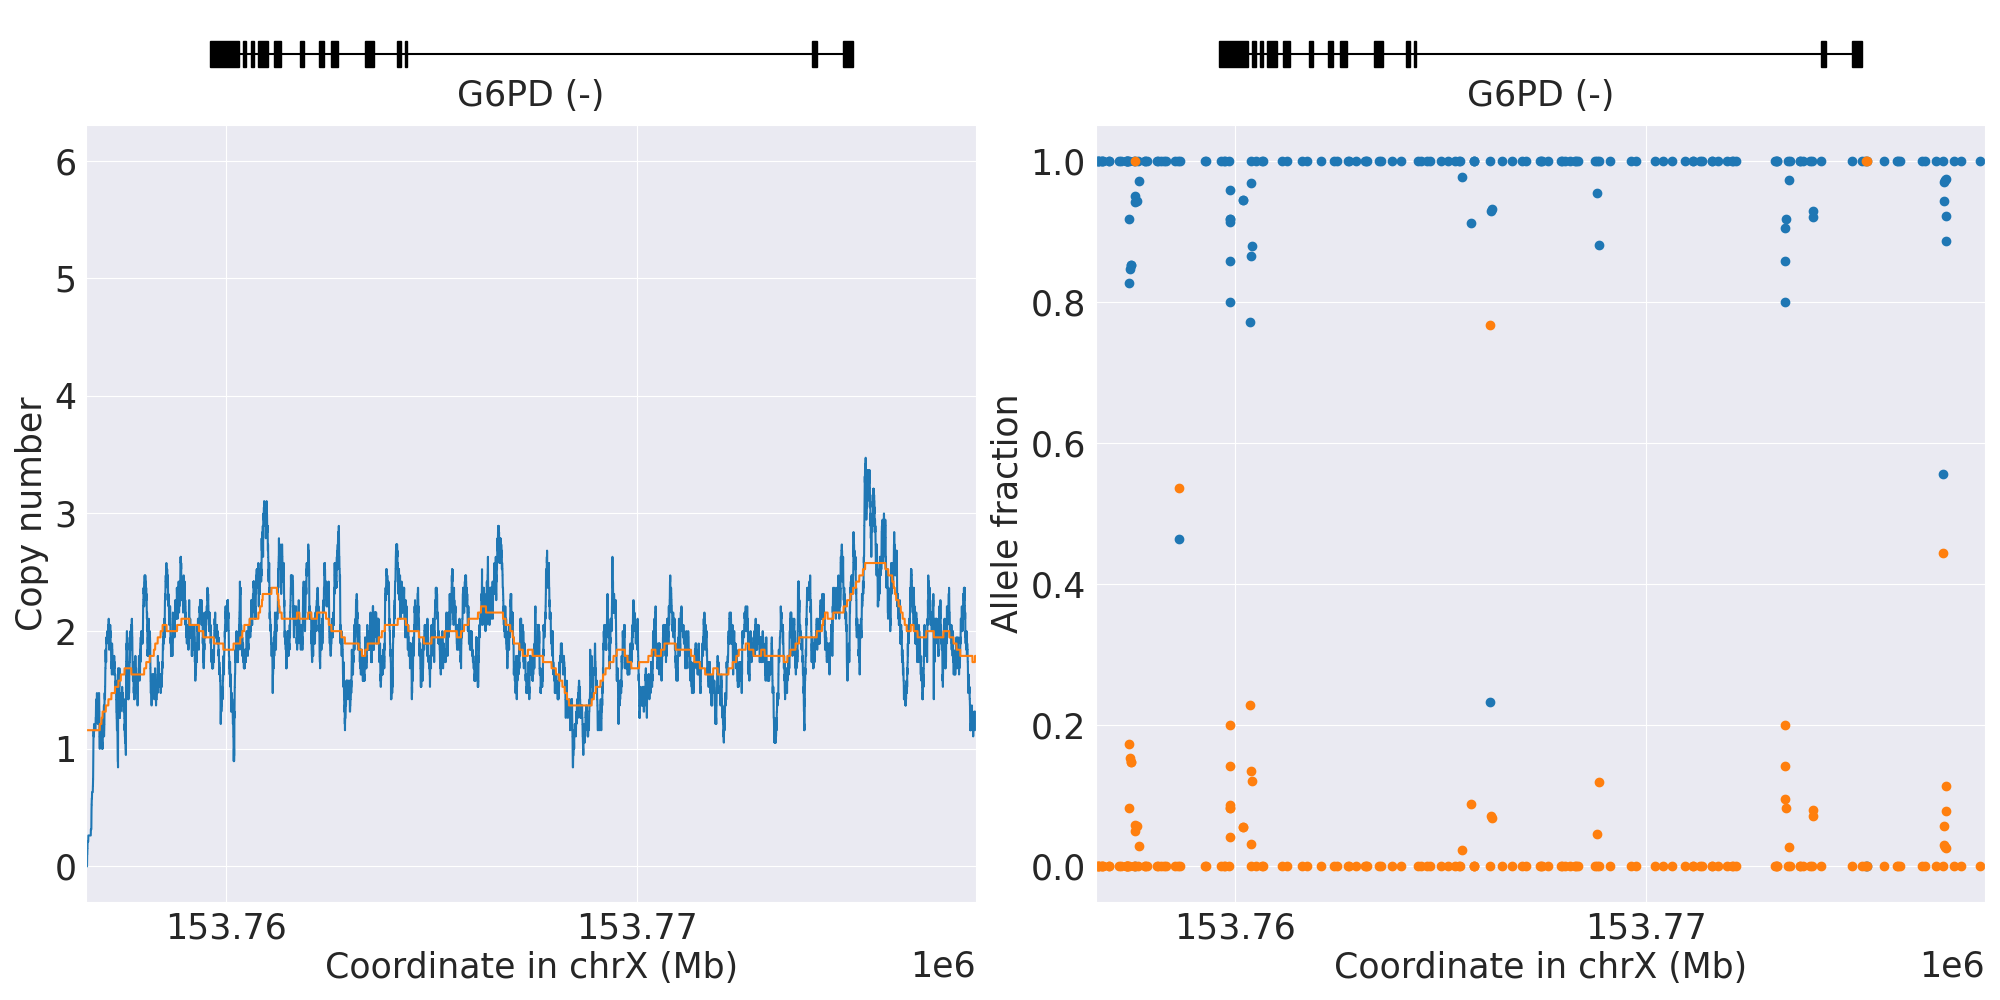 G6PD (-)
G6PD (-)
6
5
4
3
2
1
0
Copy number
153.76
153.77
Coordinate in chrX (Mb)
1e6
1.0
0.8
0.6
0.4
0.2
0.0
Allele fraction
153.76
153.77
Coordinate in chrX (Mb)
1e6